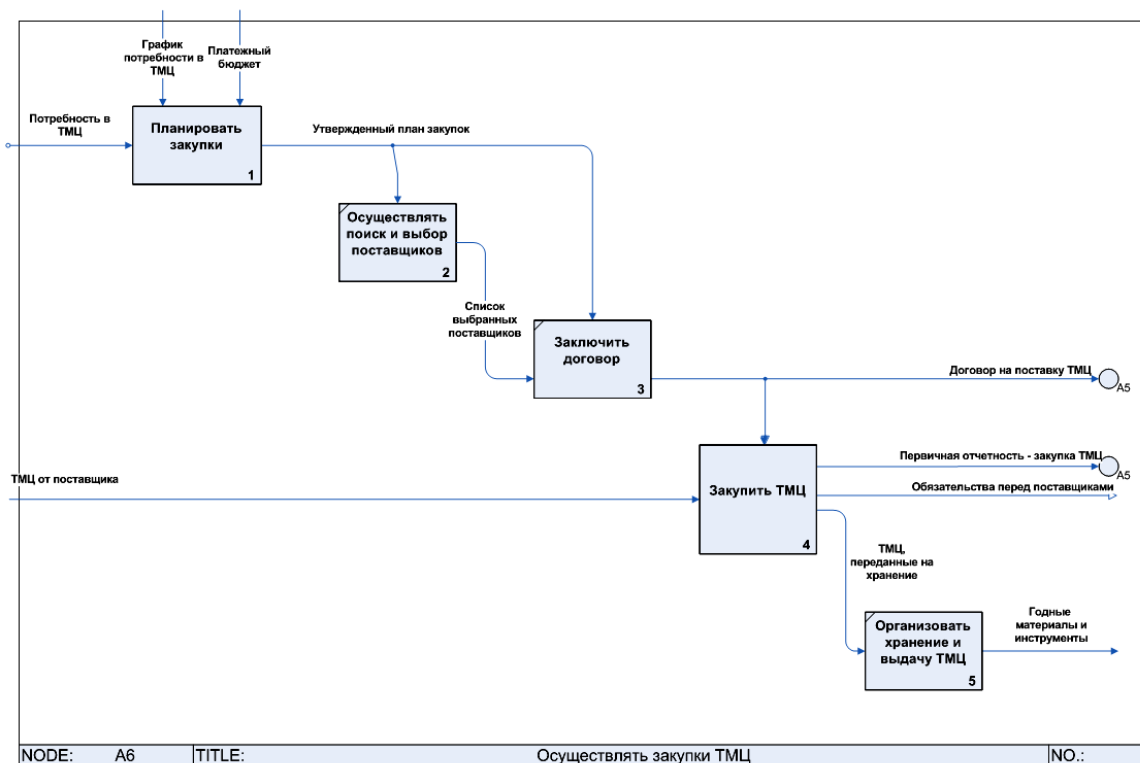 График
потребности в
ТМЦ
Платежный
бюджет
Потребность в
ТМЦ
Планировать
закупки
1
Утвержденный план закупок
Осуществлять
поиск и выбор
поставщиков
2
Список
выбранных
поставщиков
Заключить
договор
3
Договор на поставку ТМЦ
A5
ТМЦ от поставщика
Закупить ТМЦ
4
Первичная отчетность - закупка ТМЦ
A5
Обязательства перед поставщиками
ТМЦ,
переданные на
хранение
Организовать
хранение и
выдачу ТМЦ
5
Годные
материалы и
инструменты
NODE: A6 TITLE: Осуществлять закупки ТМЦ NO.: